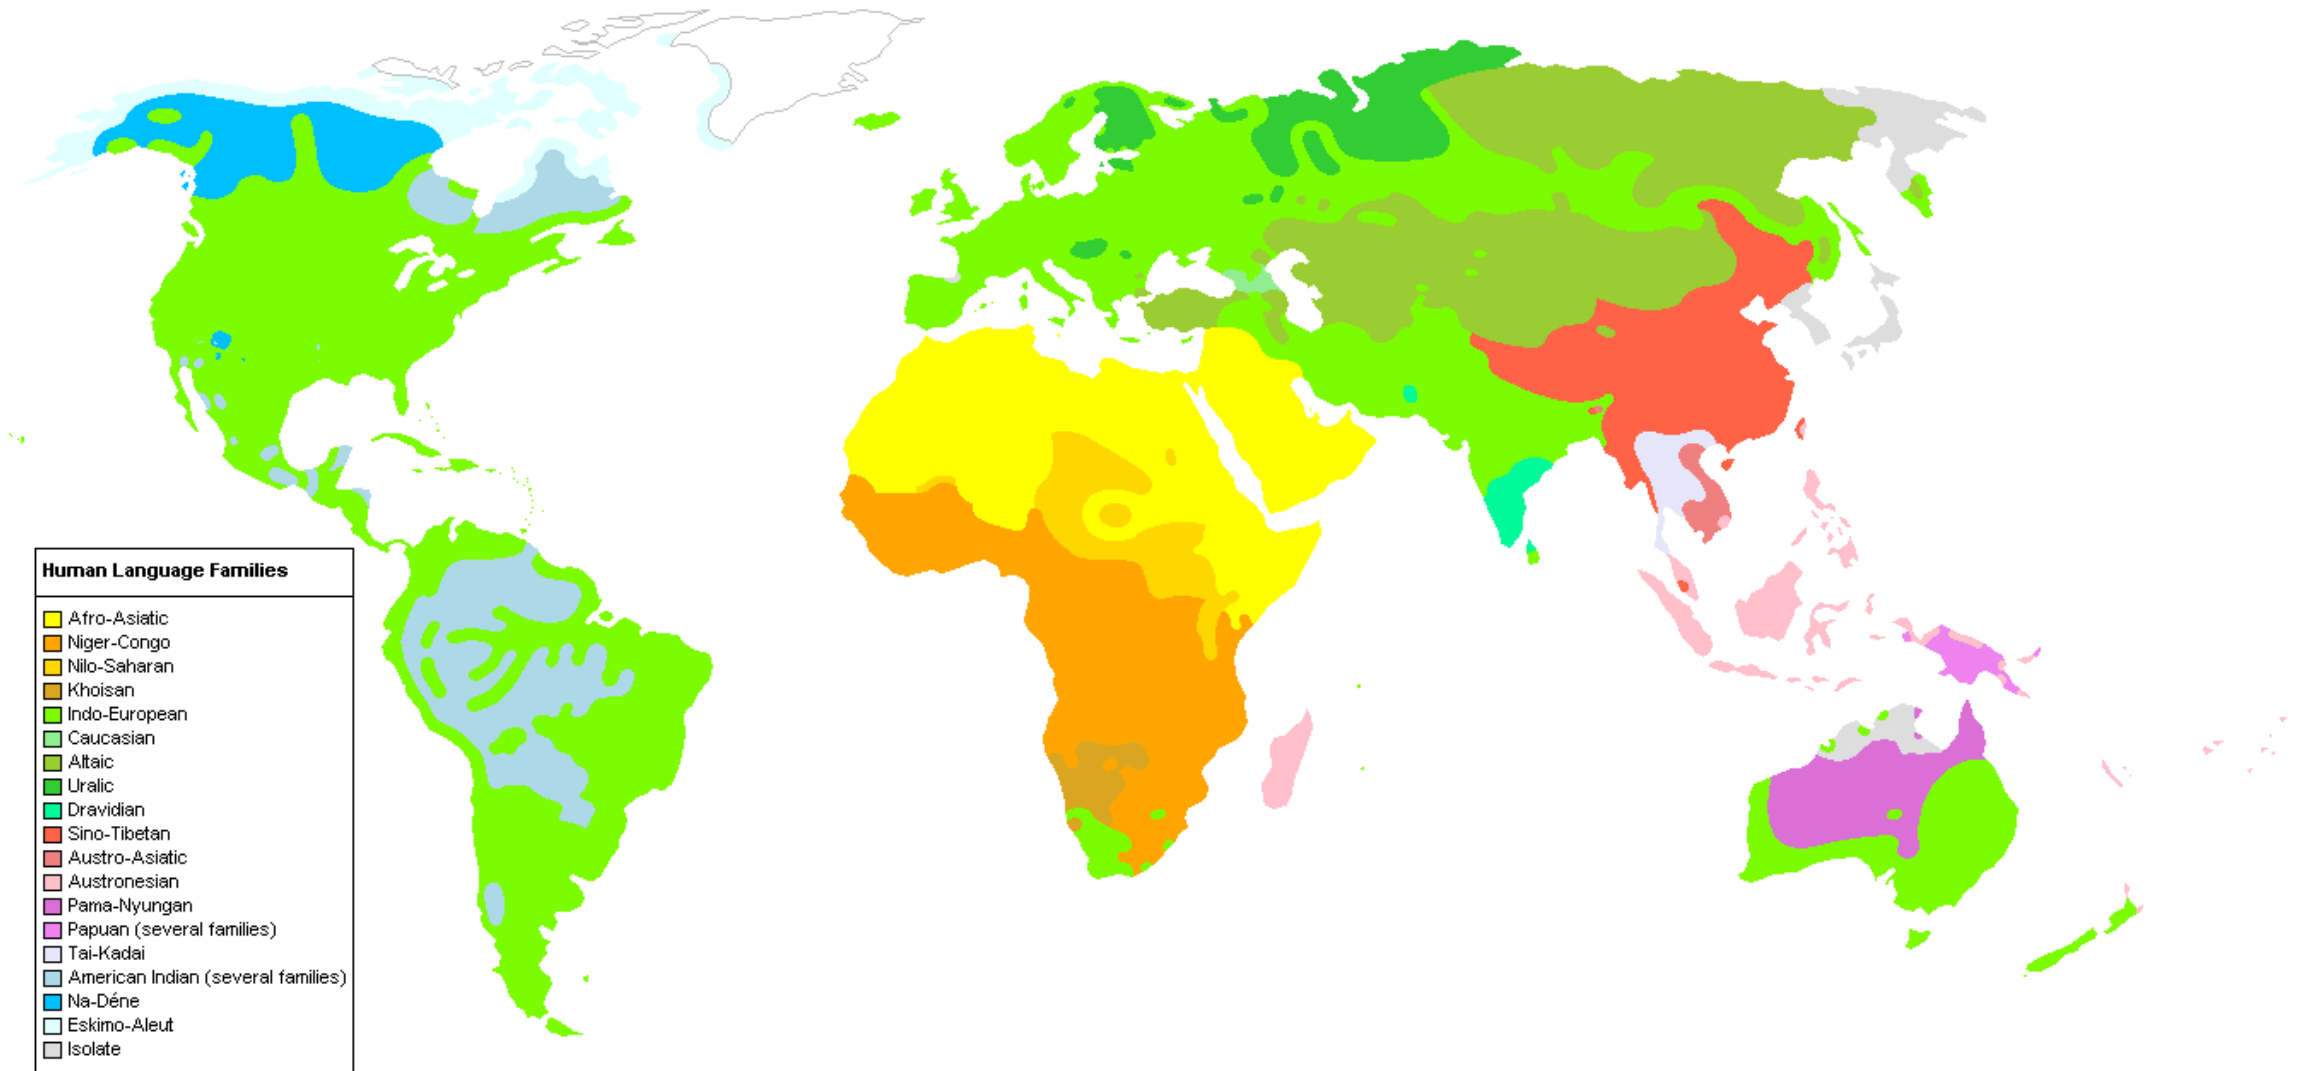 Human Language Families
Afro-Asiatic
Niger-Congo
Nilo-Saharan
Khoisan
Indo-European
Caucasian
Altaic
Uralic
Dravidian
Sino-Tibetan
Austro-Asiatic
Austronesian
Pama-Nyungan
Papuan (several families)
Tai-Kadai
American Indian (several families)
Na-Déne
Eskimo-Aleut
Isolate